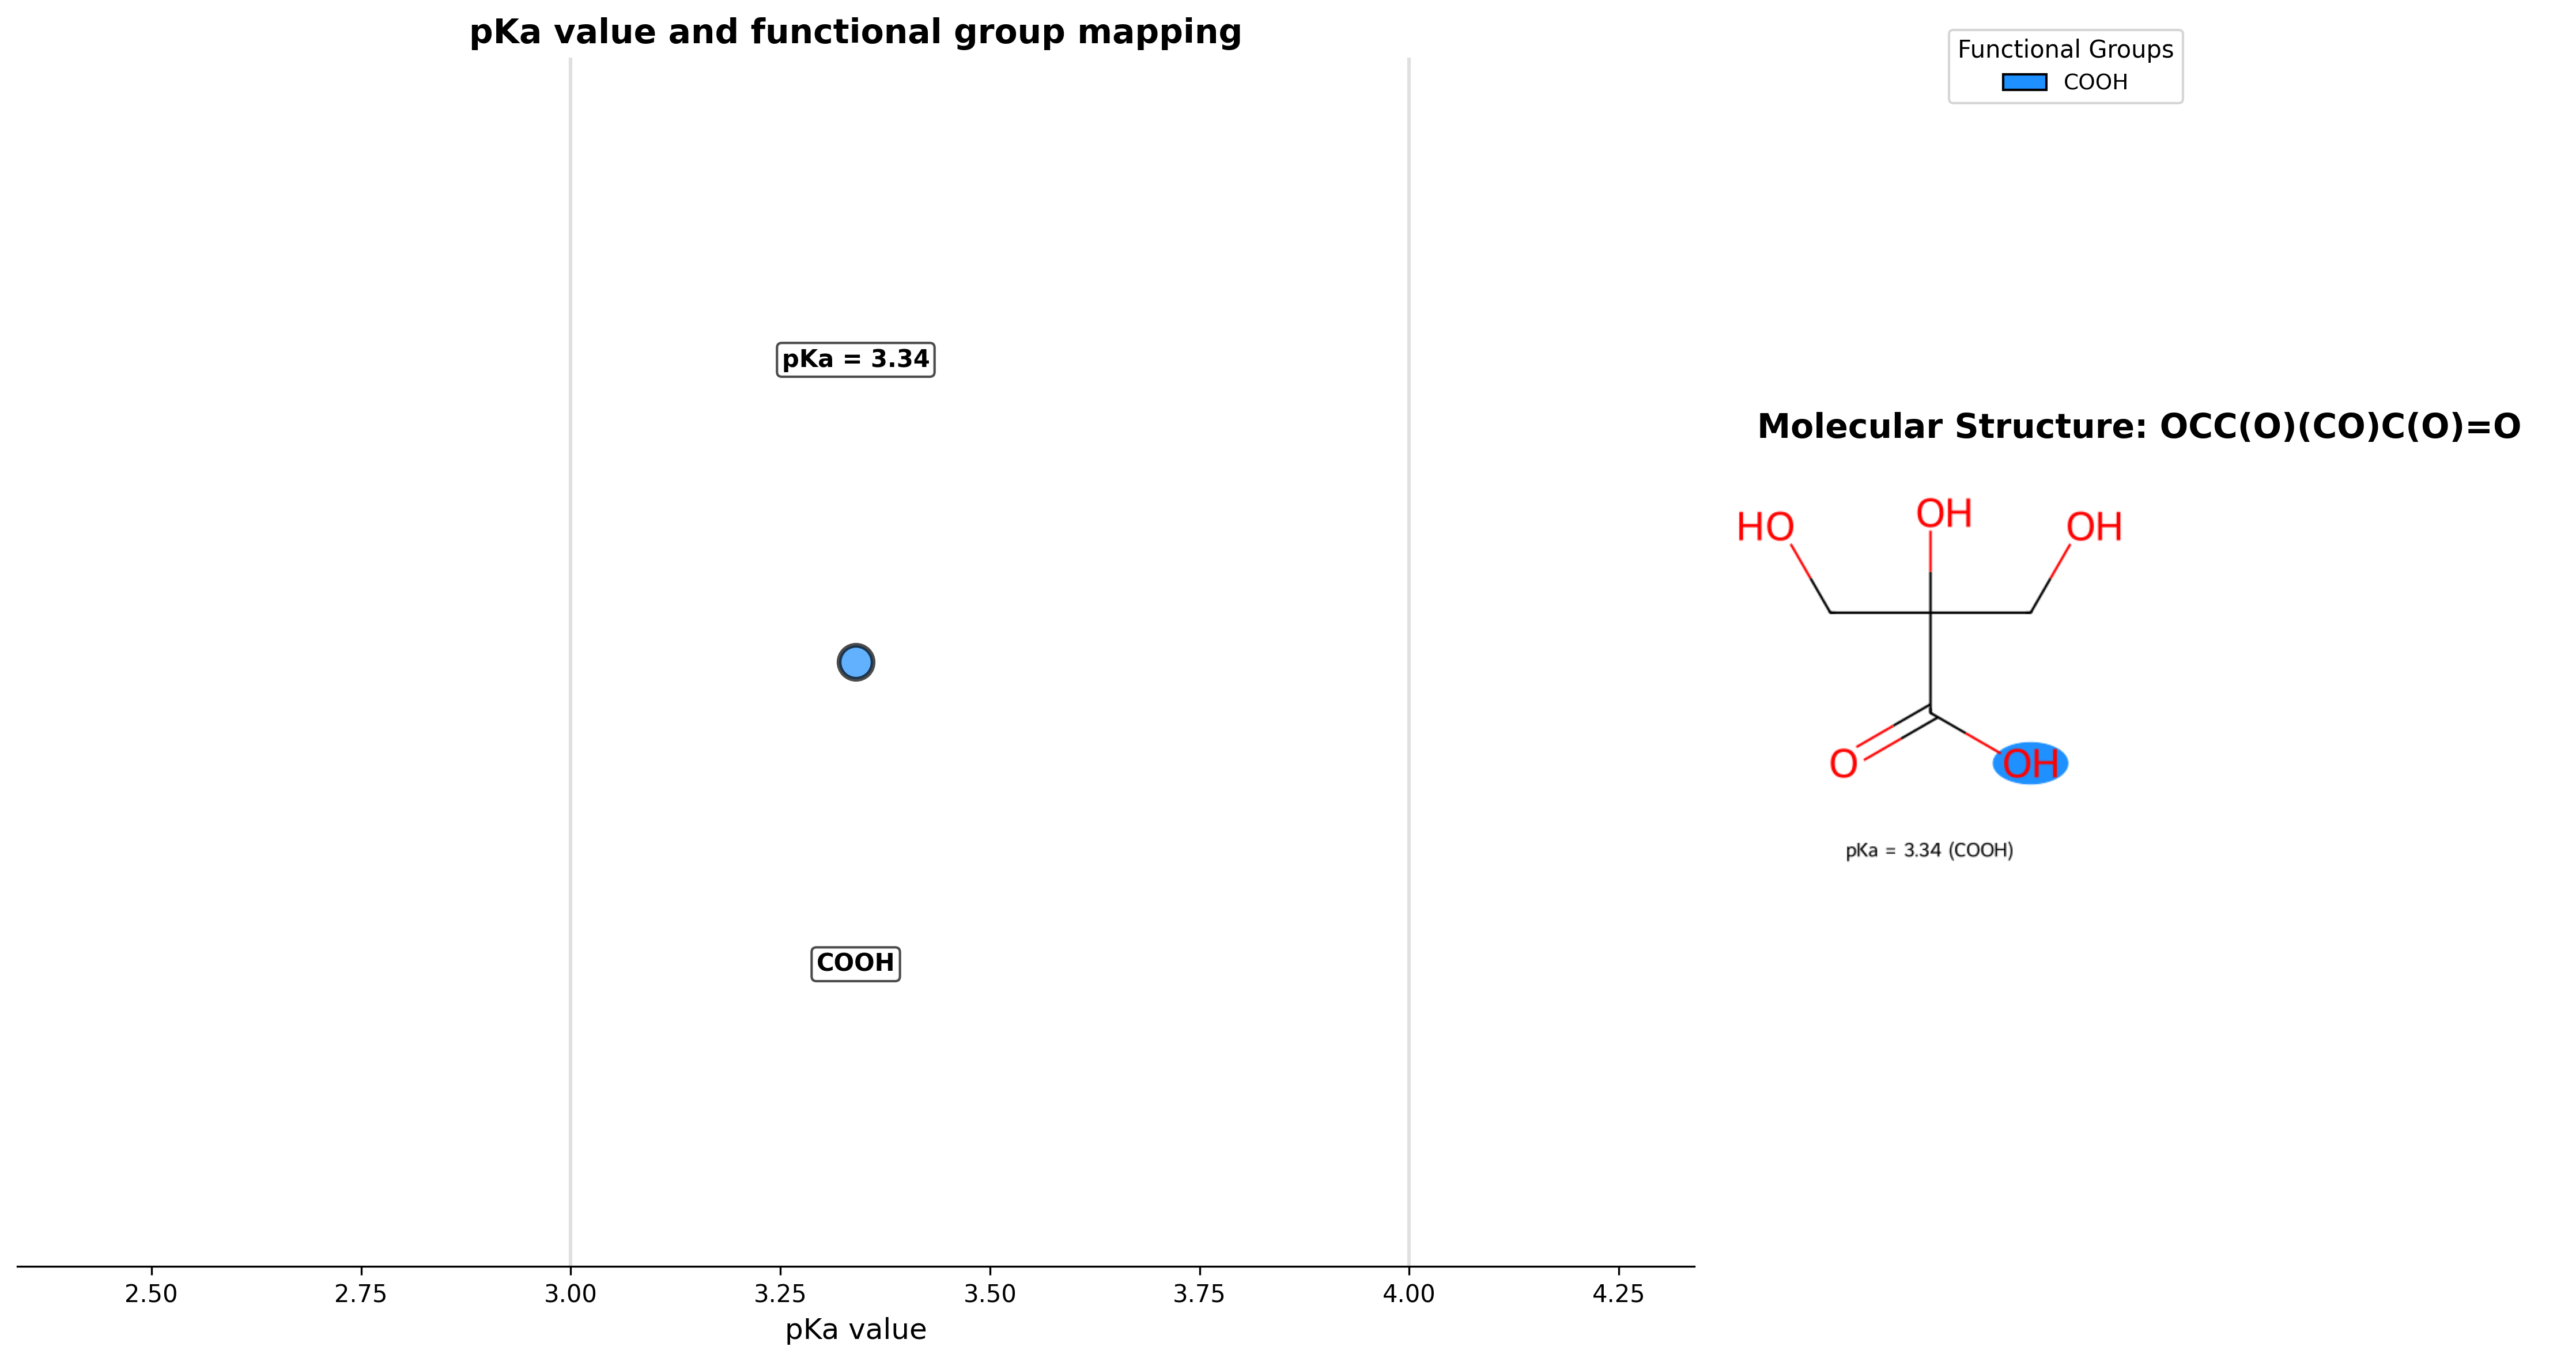 pKa value and functional group mapping
Functional Groups
COOH
pKa = 3.34
COOH
2.50 2.75 3.00 3.25 3.50 3.75 4.00 4.25
pKa value
Molecular Structure: OCC(O)(CO)C(O)=O
HO OH OH
O OH
pKa = 3.34 (COOH)